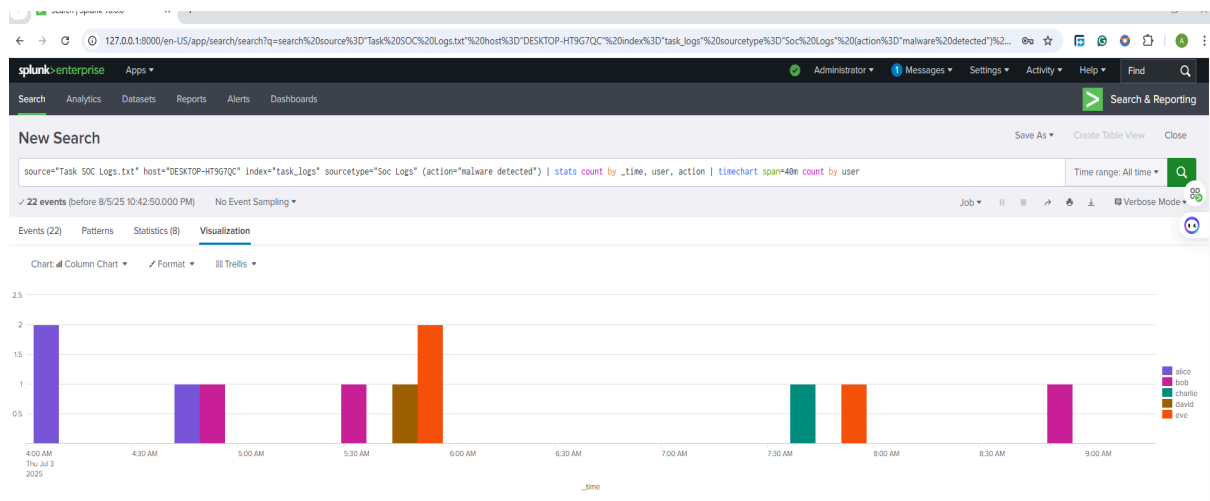 127.0.0.1:8000/en-US/app/search/search?q=search%20source%3D"Task%20SOC%20Logs.txt"%20host%3D"DESKTOP-HT9G7QC"%20index%3D"task_logs"%20sourcetype%3D"Soc%20Logs"%20(action%3D"malware%20detected")%2...
splunk>enterprise Apps
Administrator 1 Messages Settings Activity Help Find
Search Analytics Datasets Reports Alerts Dashboards
Search & Reporting
New Search
Save As Create Table View Close
source="Task SOC Logs.txt" host="DESKTOP-HT9G7QC" index="task_logs" sourcetype="Soc Logs" (action="malware detected") | stats count by _time, user, action | timechart span=40m count by user
Time range: All time
✓ 22 events (before 8/5/25 10:42:50.000 PM) No Event Sampling
Job Verbose Mode
Events (22) Patterns Statistics (8) Visualization
Chart: Column Chart Format Trellis
2.5
2
1.5
1
0.5
alice
bob
charlie
david
eve
4:00 AM 4:30 AM 5:00 AM 5:30 AM 6:00 AM 6:30 AM 7:00 AM 7:30 AM 8:00 AM 8:30 AM 9:00 AM
Thu Jul 3
2025
_time